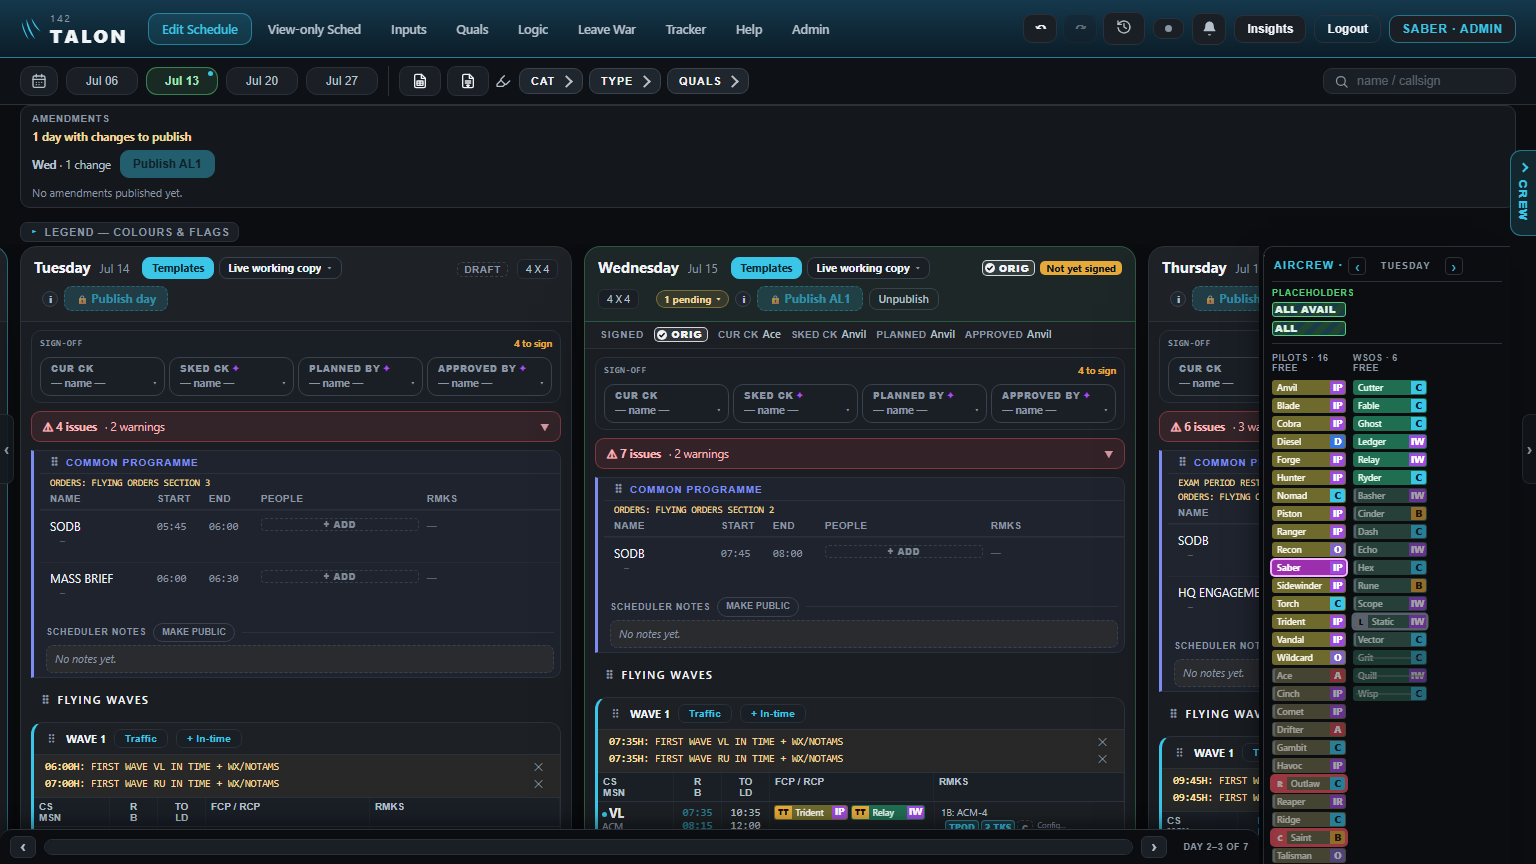 142
TALON
Edit Schedule
View-only Sched
Inputs
Quals
Logic
Leave War
Tracker
Help
Admin
Insights
Logout
SABER · ADMIN
Jul 06
Jul 13
Jul 20
Jul 27
CAT
TYPE
QUALS
name / callsign
AMENDMENTS
1 day with changes to publish
Wed · 1 change Publish AL1
No amendments published yet.
CREW
LEGEND — COLOURS & FLAGS
Tuesday Jul 14 Templates Live working copy DRAFT 4 X 4
i Publish day
SIGN-OFF 4 to sign
CUR CK SKED CK PLANNED BY APPROVED BY
— name — — name — — name — — name —
4 issues · 2 warnings
COMMON PROGRAMME
ORDERS: FLYING ORDERS SECTION 3
NAME START END PEOPLE RMKS
SODB 05:45 06:00 + ADD —
—
MASS BRIEF 06:00 06:30 + ADD —
—
SCHEDULER NOTES MAKE PUBLIC
No notes yet.
FLYING WAVES
WAVE 1 Traffic + In-time
06:00H: FIRST WAVE VL IN TIME + WX/NOTAMS
07:00H: FIRST WAVE RU IN TIME + WX/NOTAMS
CS R TO FCP / RCP RMKS
MSN B LD
Wednesday Jul 15 Templates Live working copy ORIG Not yet signed
4 X 4 1 pending i Publish AL1 Unpublish
SIGNED ORIG CUR CK Ace SKED CK Anvil PLANNED Anvil APPROVED Anvil
SIGN-OFF 4 to sign
CUR CK SKED CK PLANNED BY APPROVED BY
— name — — name — — name — — name —
7 issues · 2 warnings
COMMON PROGRAMME
ORDERS: FLYING ORDERS SECTION 2
NAME START END PEOPLE RMKS
SODB 07:45 08:00 + ADD —
—
SCHEDULER NOTES MAKE PUBLIC
No notes yet.
FLYING WAVES
WAVE 1 Traffic + In-time
07:35H: FIRST WAVE VL IN TIME + WX/NOTAMS
07:35H: FIRST WAVE RU IN TIME + WX/NOTAMS
CS R TO FCP / RCP RMKS
MSN B LD
VL 07:35 10:35 TT Trident IP TT Relay IW 18: ACM-4
ACM 08:15 12:00 TPOD 2 TKS C Config...
Thursday Jul 1
i Publish
SIGN-OFF
CUR CK
— name —
6 issues · 3 wa
COMMON P
EXAM PERIOD REST
ORDERS: FLYING O
NAME
SODB
—
HQ ENGAGEME
—
SCHEDULER NOT
No notes yet.
FLYING WAV
WAVE 1 T
09:45H: FIRST W
09:45H: FIRST W
CS
MSN
AIRCREW · TUESDAY
PLACEHOLDERS
ALL AVAIL
ALL
PILOTS · 16 FREE
WSOS · 6 FREE
Anvil IP Cutter C
Blade IP Fable C
Cobra IP Ghost C
Diesel D Ledger IW
Forge IP Relay IW
Hunter IP Ryder C
Nomad C Basher IW
Piston IP Cinder B
Ranger IP Dash C
Recon O Echo IW
Saber IP Hex C
Sidewinder IP Rune B
Torch C Scope IW
Trident IP L Static IW
Vandal IP Vector C
Wildcard O Grit C
Ace A Quill IW
Cinch IP Wisp C
Comet IP
Drifter A
Gambit C
Havoc IP
R Outlaw C
Reaper IR
Ridge C
C Saint B
Talisman O
DAY 2–3 OF 7